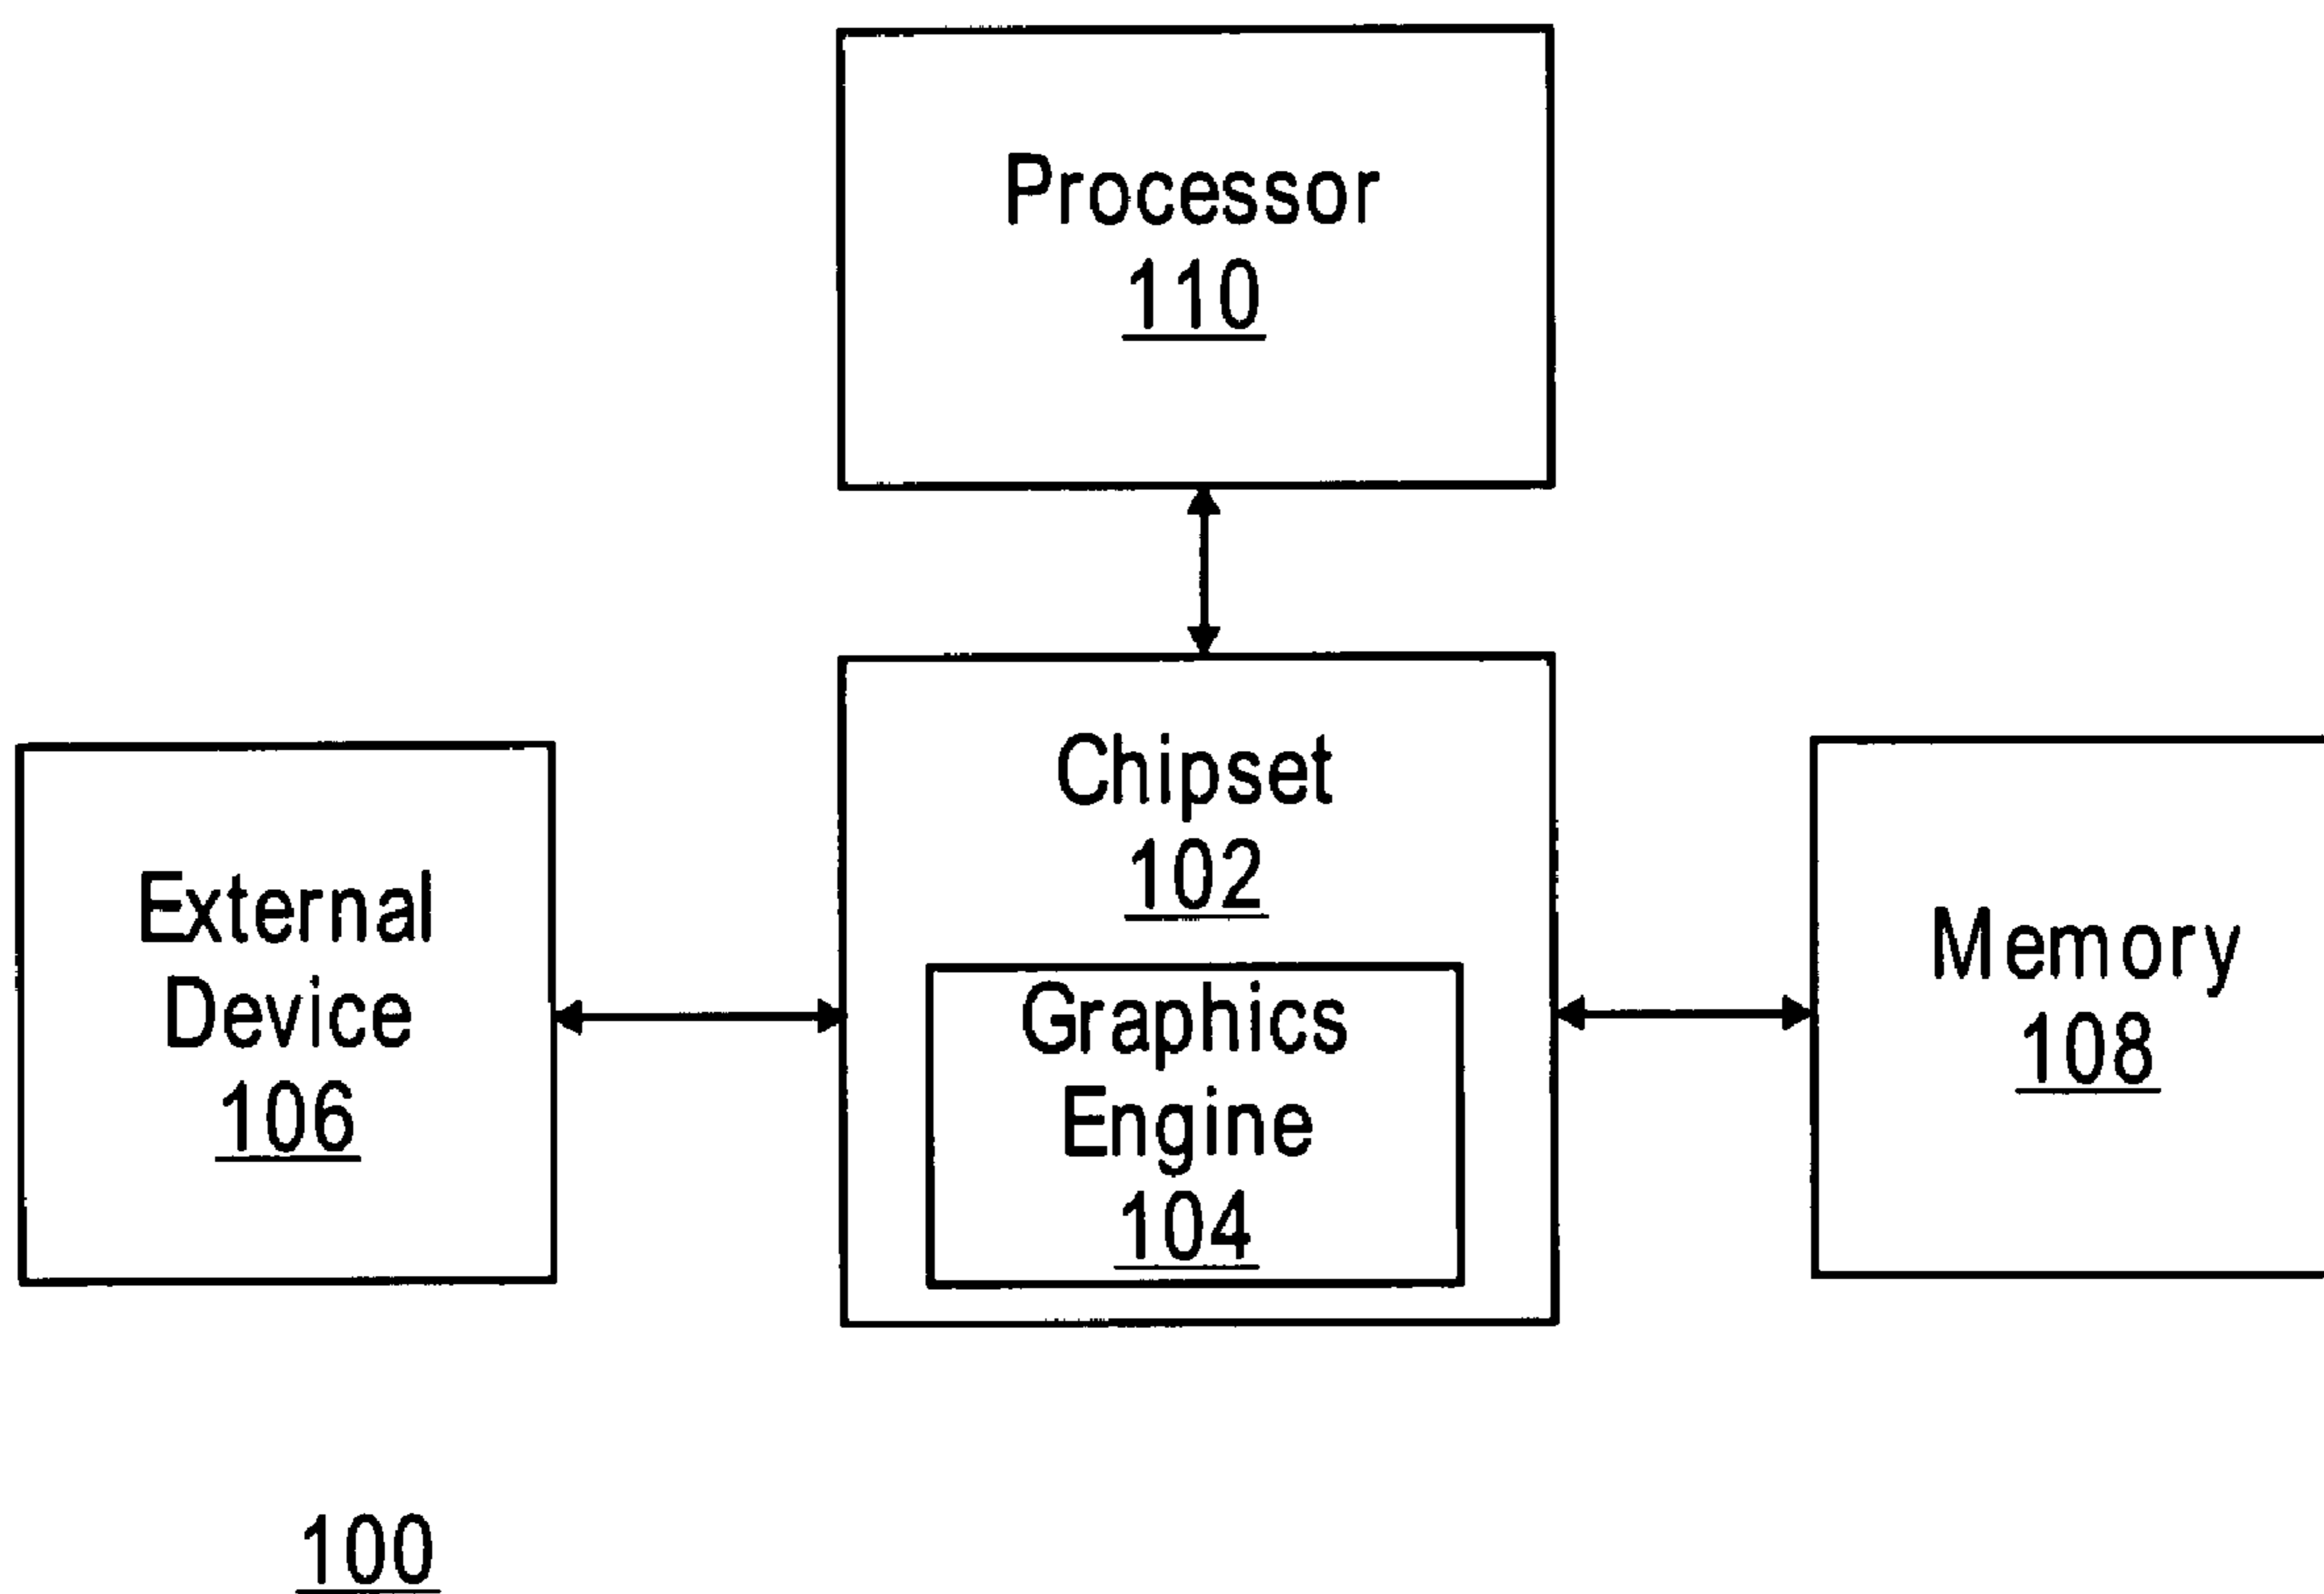 Processor
110
Chipset
102
External
Device
106
Graphics
Engine
104
Memory
108
100